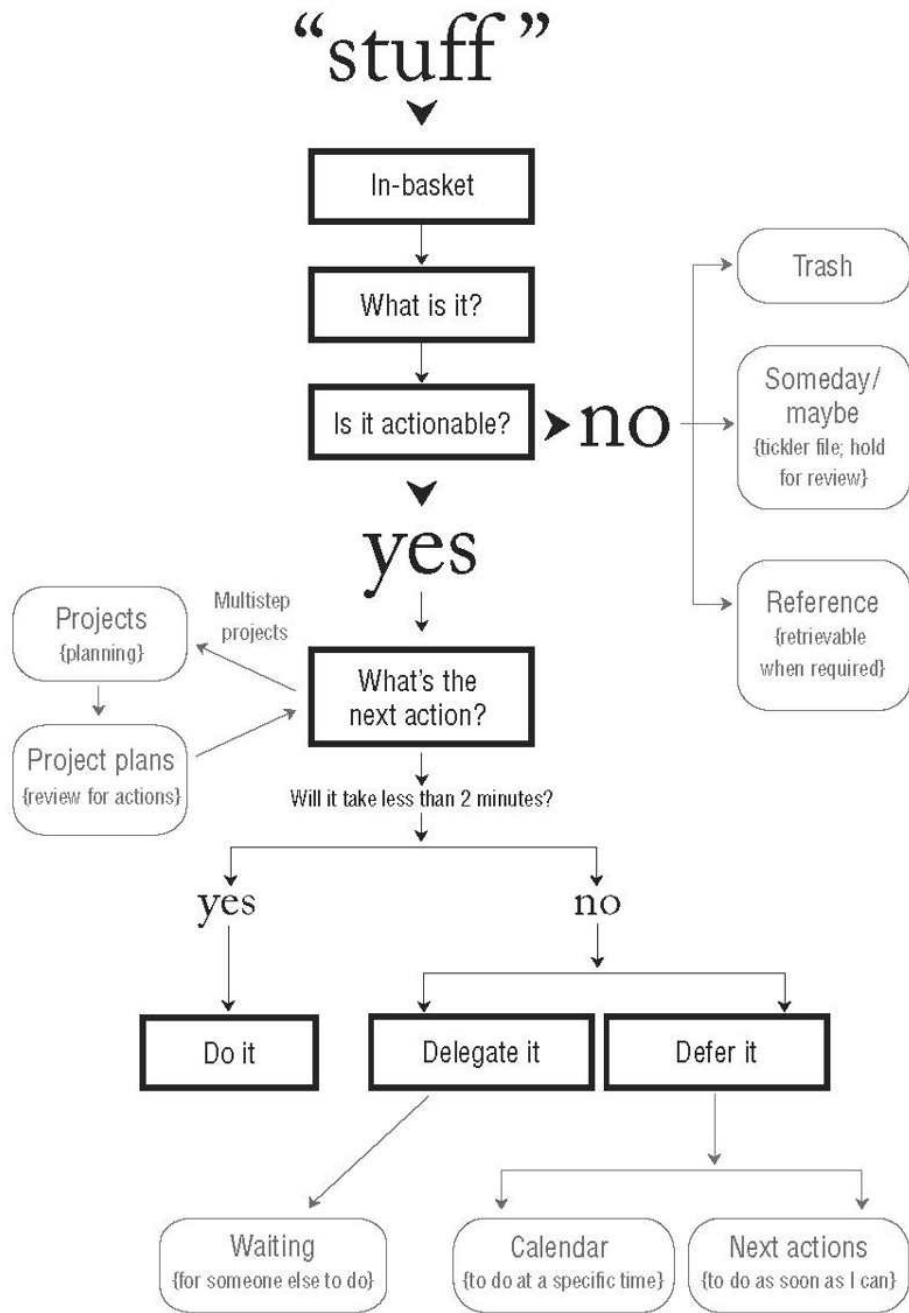 “stuff”
In-basket
What is it?
Is it actionable?
no
Trash
Someday/
maybe
{tickler file; hold
for review}
Reference
{retrievable
when required}
yes
Multistep
projects
Projects
{planning}
Project plans
{review for actions}
What's the
next action?
Will it take less than 2 minutes?
yes
no
Do it
Delegate it
Defer it
Waiting
{for someone else to do}
Calendar
{to do at a specific time}
Next actions
{to do as soon as I can}